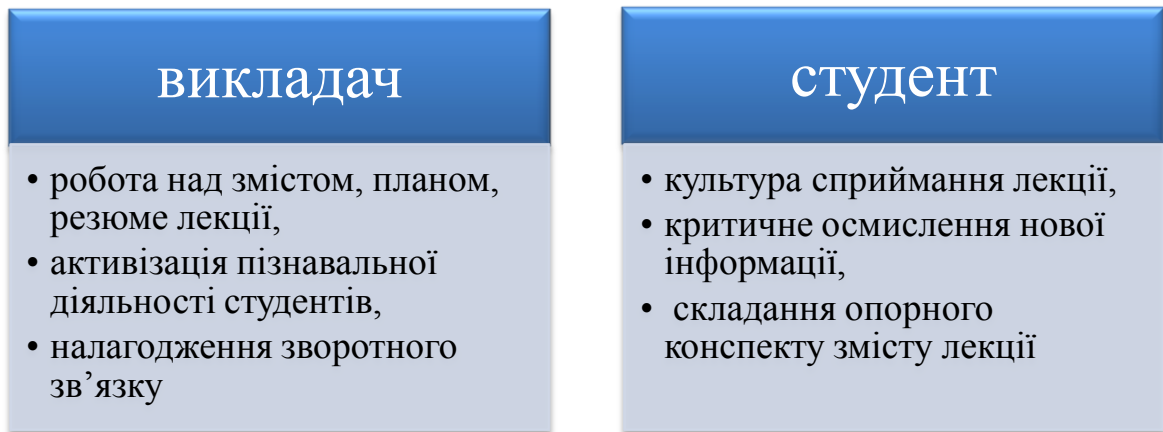 викладач
• робота над змістом, планом,
резюме лекції,
• активізація пізнавальної
діяльності студентів,
• налагодження зворотного
зв’язку
студент
• культура сприймання лекції,
• критичне осмислення нової
інформації,
• складання опорного
конспекту змісту лекції